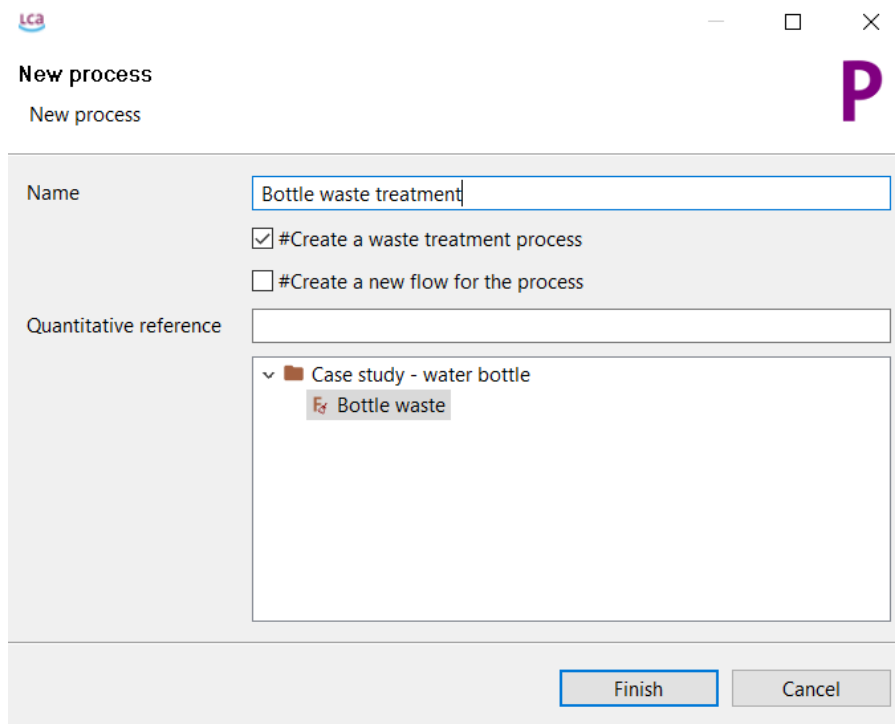 LCA
New process
P
New process
Name
Bottle waste treatment
#Create a waste treatment process
#Create a new flow for the process
Quantitative reference
Case study - water bottle
Bottle waste
Finish
Cancel